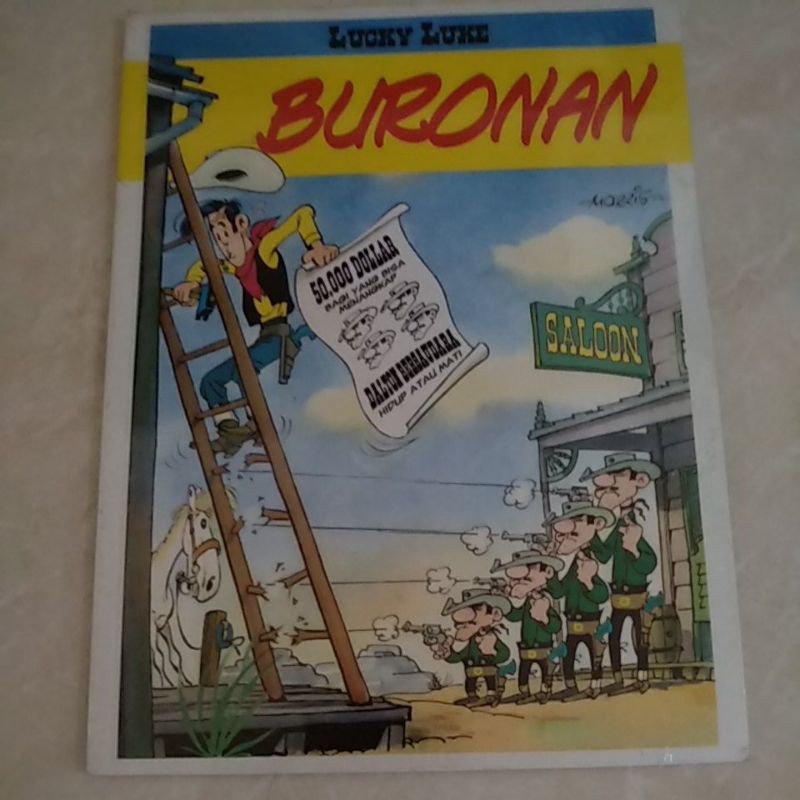 LUCKY LUKE
BURONAN
MORRIS
50.000 DOLLAR
BAGI YANG BISA
MENANGKAP
DALTON BERSAUDARA
HIDUP ATAU MATI
SALOON